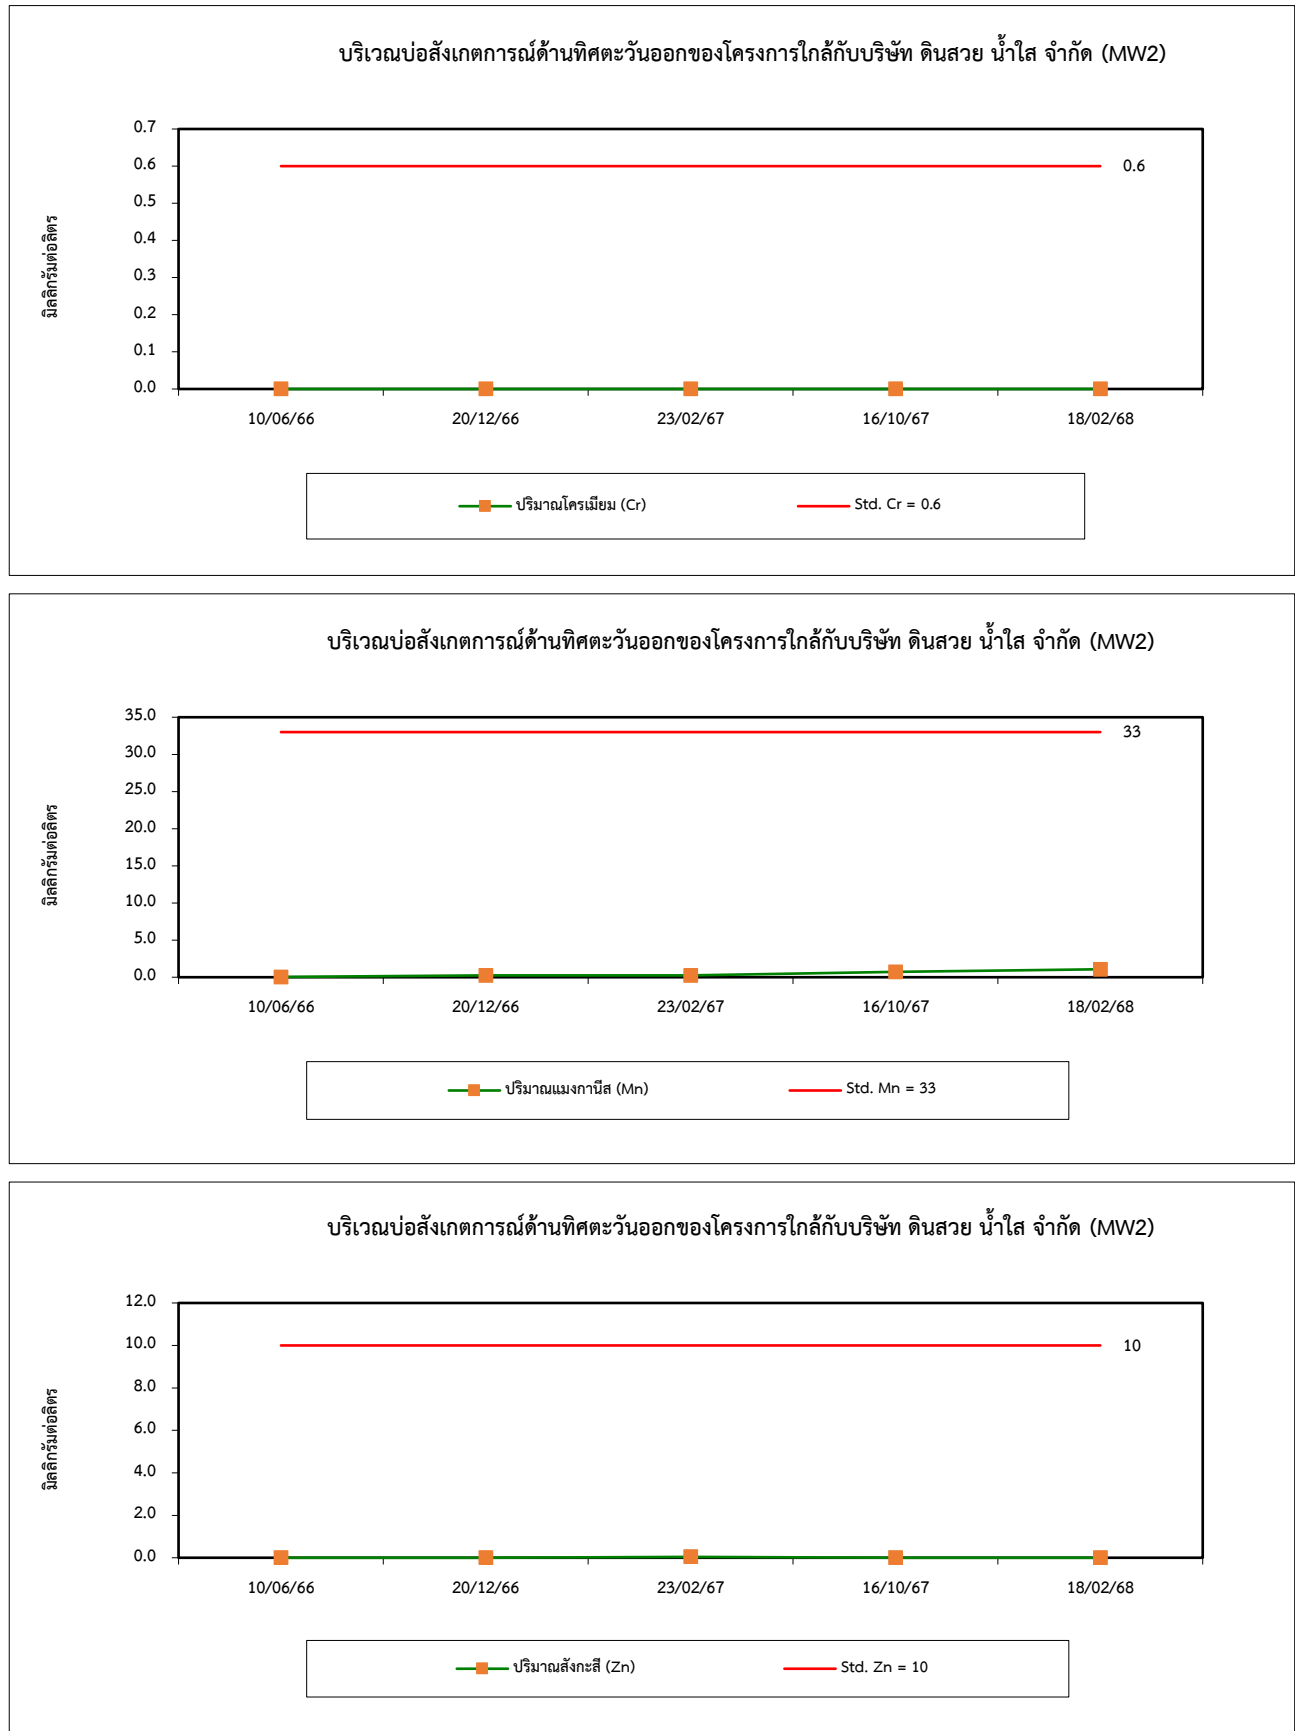 บริเวณบ่อสังเกตการณ์ด้านทิศตะวันออกของโครงการใกล้กับบริษัท ดินสวย น้ำใส จำกัด (MW2)
มิลลิกรัมต่อลิตร
0.7
0.6
0.5
0.4
0.3
0.2
0.1
0.0
0.6
10/06/66 20/12/66 23/02/67 16/10/67 18/02/68
ปริมาณโครเมียม (Cr) Std. Cr = 0.6
บริเวณบ่อสังเกตการณ์ด้านทิศตะวันออกของโครงการใกล้กับบริษัท ดินสวย น้ำใส จำกัด (MW2)
มิลลิกรัมต่อลิตร
35.0
30.0
25.0
20.0
15.0
10.0
5.0
0.0
33
10/06/66 20/12/66 23/02/67 16/10/67 18/02/68
ปริมาณแมงกานีส (Mn) Std. Mn = 33
บริเวณบ่อสังเกตการณ์ด้านทิศตะวันออกของโครงการใกล้กับบริษัท ดินสวย น้ำใส จำกัด (MW2)
มิลลิกรัมต่อลิตร
12.0
10.0
8.0
6.0
4.0
2.0
0.0
10
10/06/66 20/12/66 23/02/67 16/10/67 18/02/68
ปริมาณสังกะสี (Zn) Std. Zn = 10